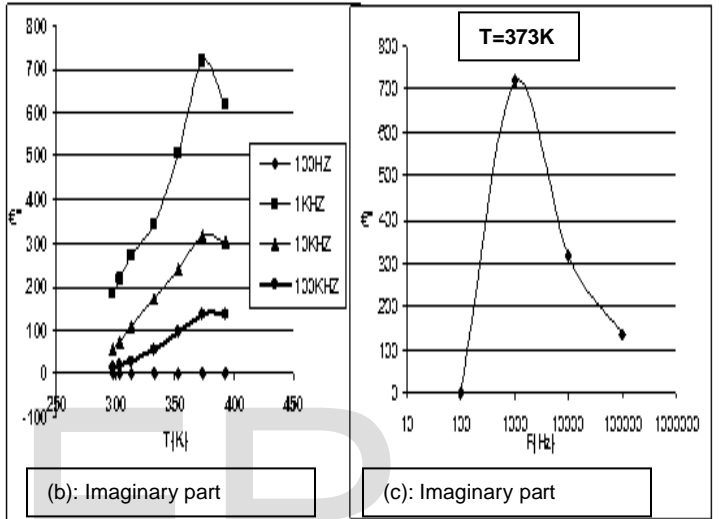 800
700
600
500
400
300
200
100
0
-100
250
300
350
400
450
T(K)
ε"
100HZ
1KHZ
10KHZ
100KHZ
(b): Imaginary part
T=373K
800
700
600
500
400
300
200
100
0
10
100
1000
10000
100000
1000000
F(Hz)
ε"
(c): Imaginary part